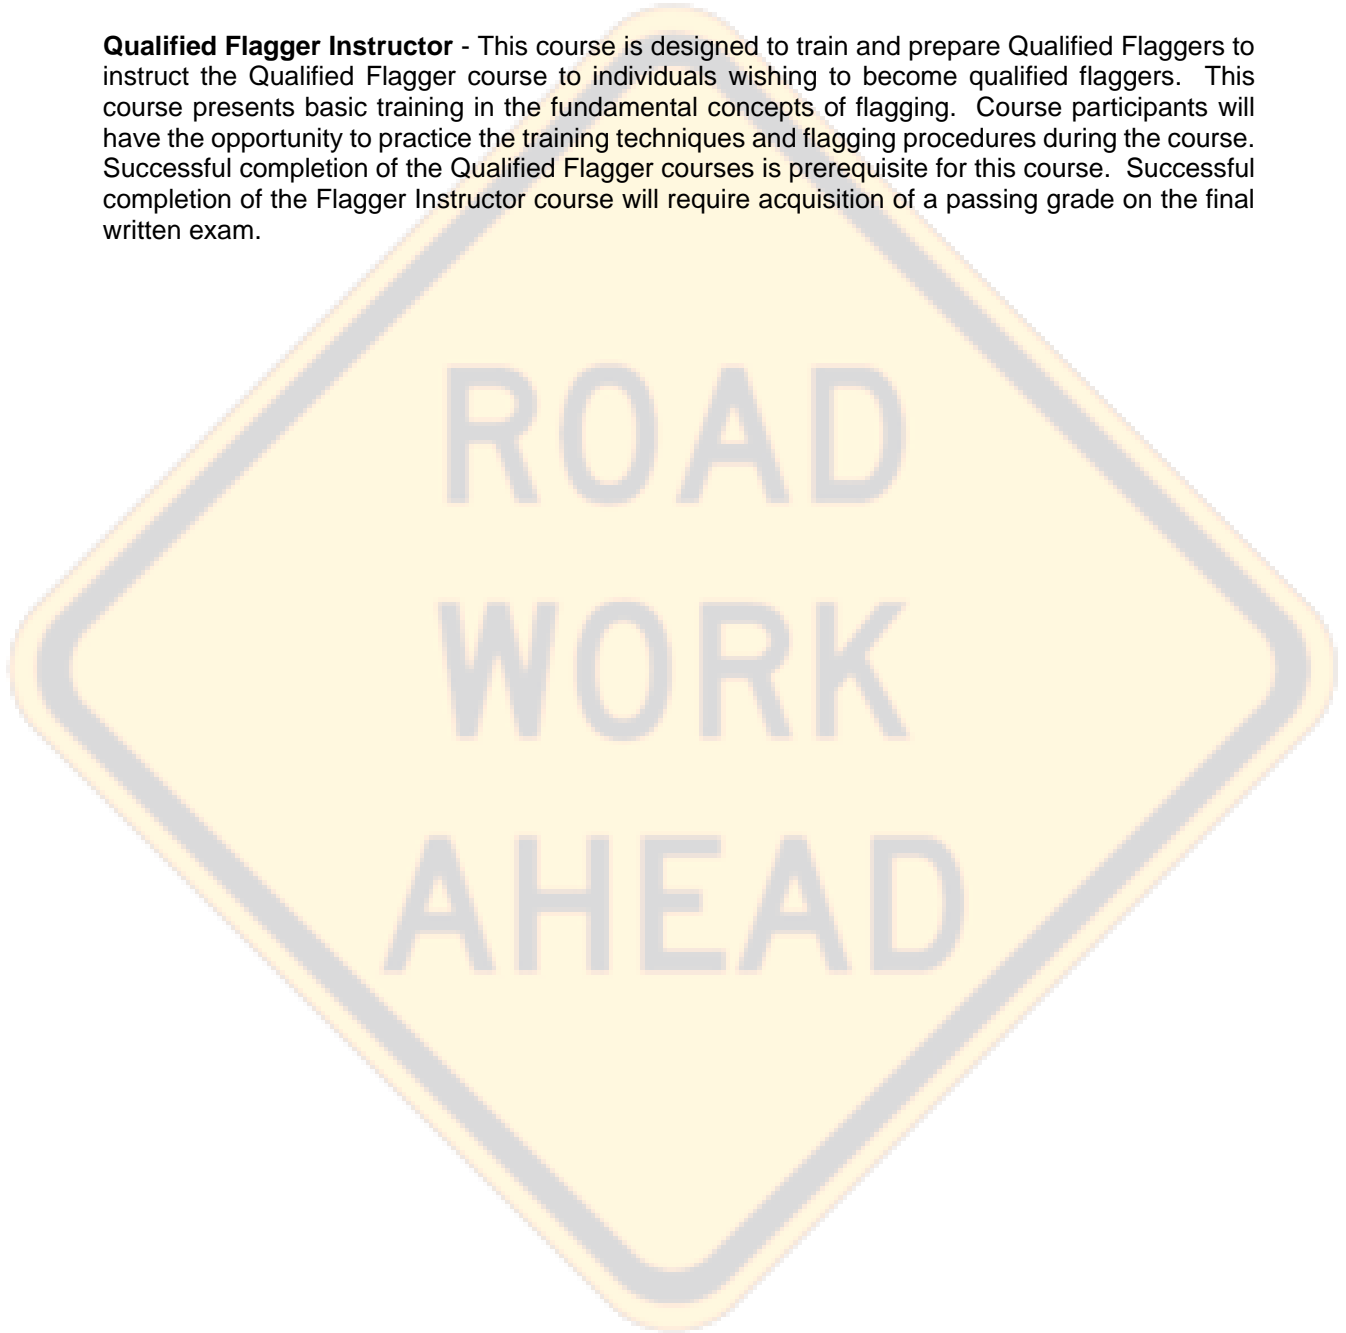 Qualified Flagger Instructor - This course is designed to train and prepare Qualified Flaggers to
instruct the Qualified Flagger course to individuals wishing to become qualified flaggers.  This
course presents basic training in the fundamental concepts of flagging.  Course participants will
have the opportunity to practice the training techniques and flagging procedures during the course.
Successful completion of the Qualified Flagger courses is prerequisite for this course.  Successful
completion of the Flagger Instructor course will require acquisition of a passing grade on the final
written exam.
ROAD
WORK
AHEAD